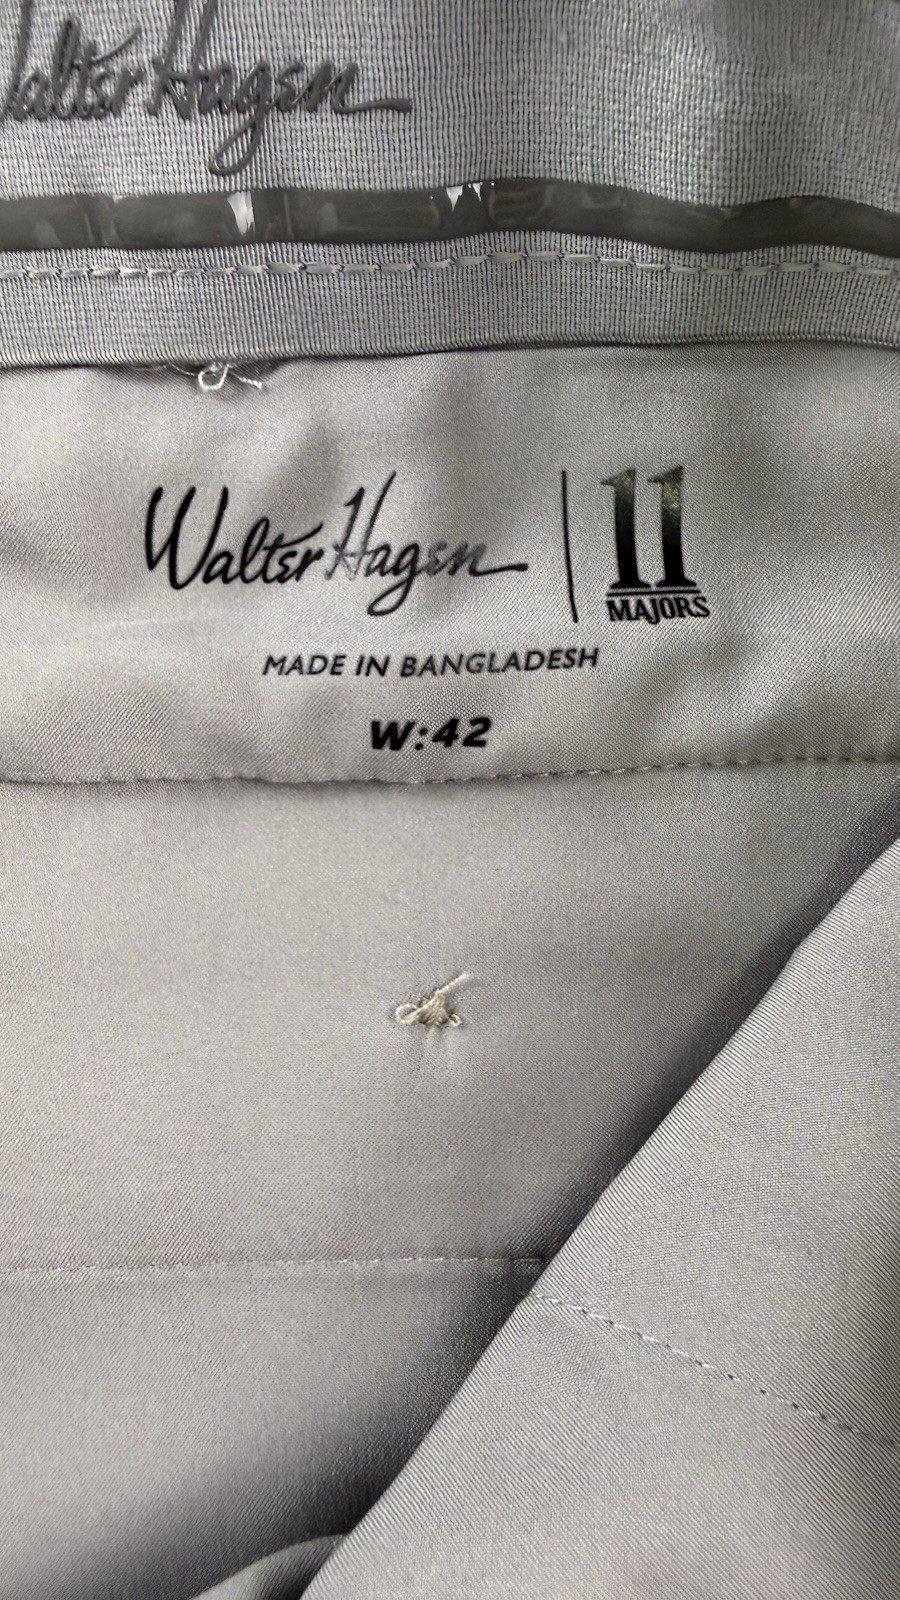 Walter Hagen
Walter Hagen | 11
MAJORS
MADE IN BANGLADESH
W:42